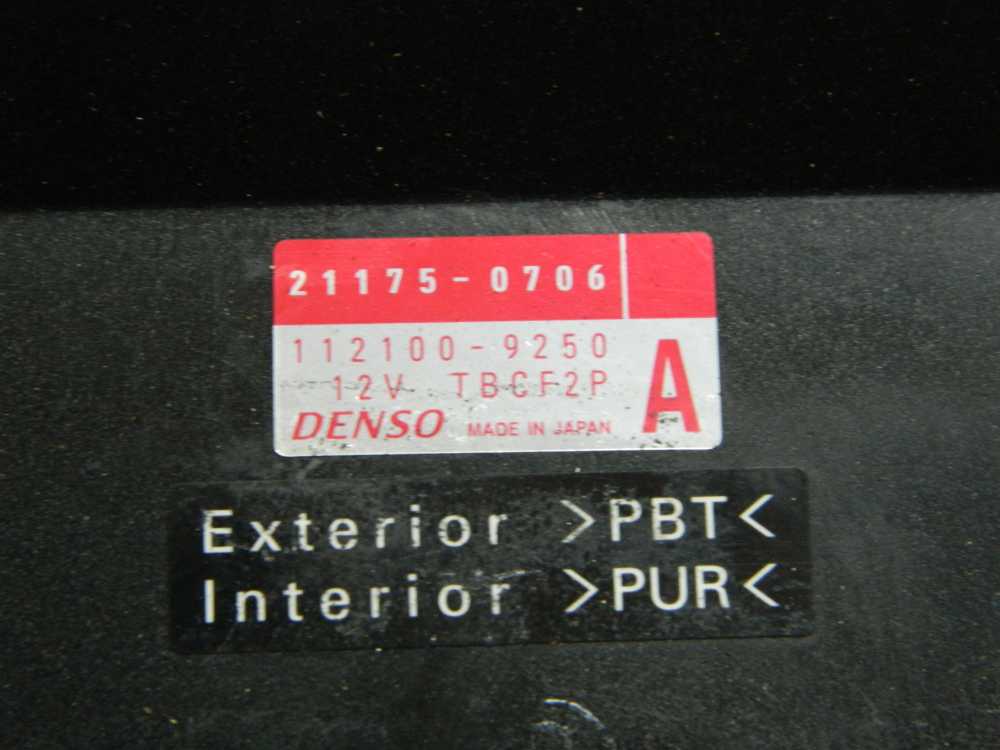 21175-0706
112100-9250
12V TBCF2P
A
DENSO MADE IN JAPAN
Exterior >PBT<
Interior >PUR<